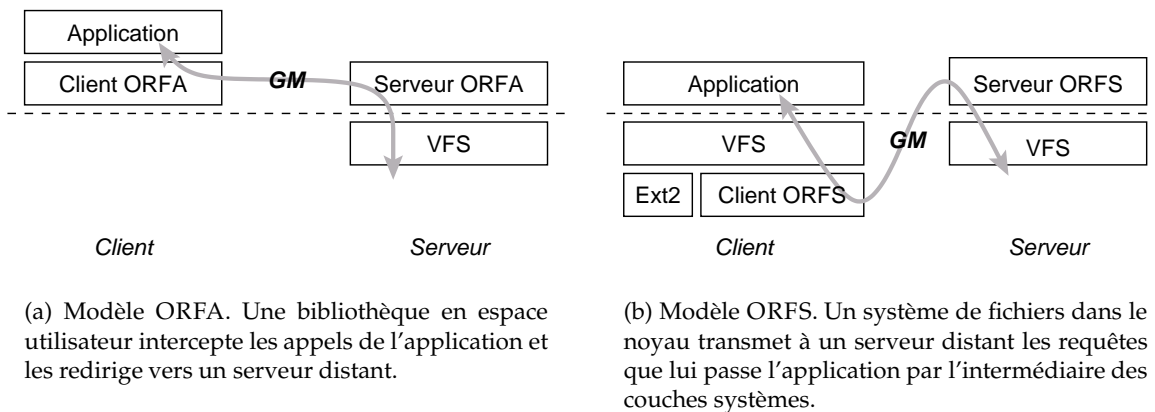 Application
Client ORFA
GM
Serveur ORFA
VFS
Client
Serveur
(a) Modèle ORFA. Une bibliothèque en espace
utilisateur intercepte les appels de l'application et
les redirige vers un serveur distant.
Application
Serveur ORFS
VFS
GM
VFS
Ext2
Client ORFS
Client
Serveur
(b) Modèle ORFS. Un système de fichiers dans le
noyau transmet à un serveur distant les requêtes
que lui passe l'application par l'intermédiaire des
couches systèmes.